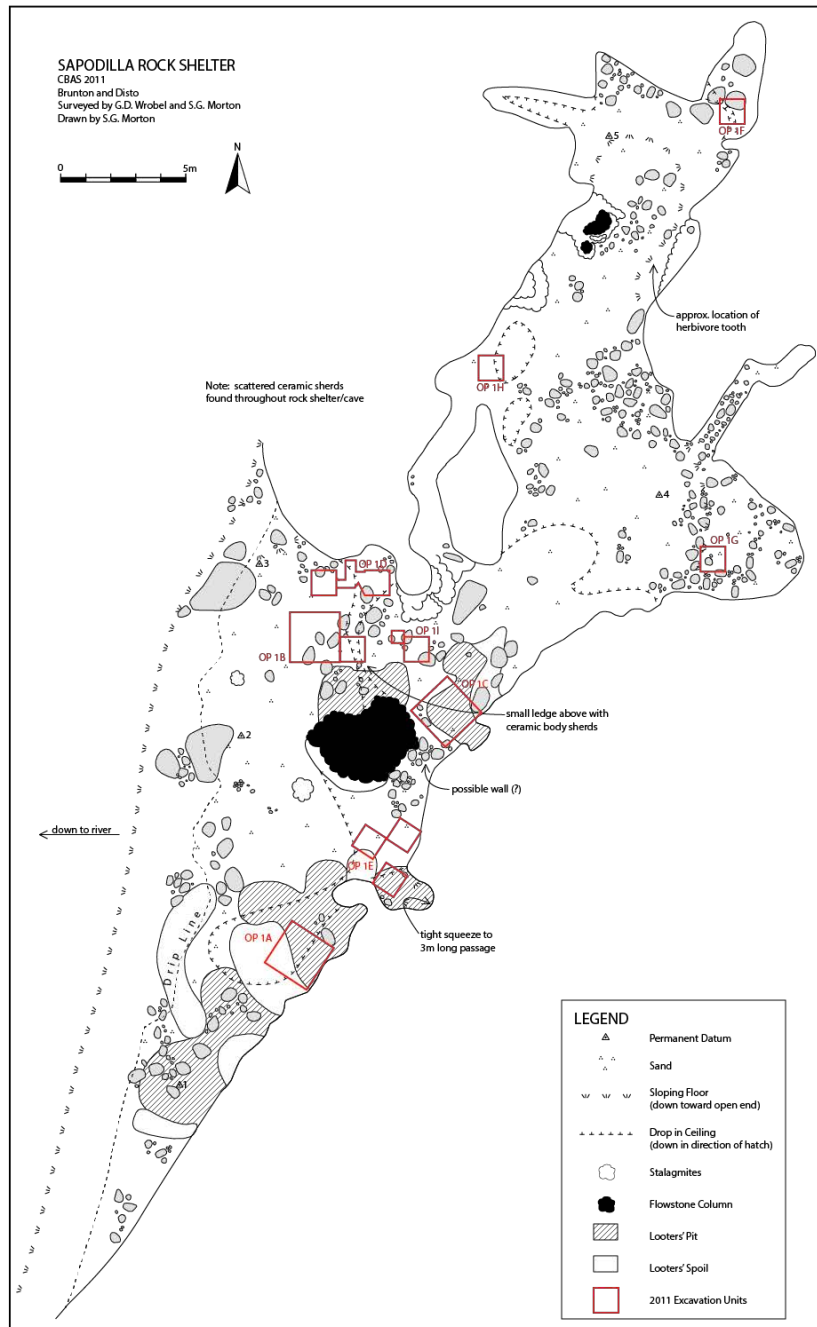 SAPODILLA ROCK SHELTER
CBAS 2011
Brunton and Disto
Surveyed by G.D. Wrobel and S.G. Morton
Drawn by S.G. Morton
N
0 5m
5
OP 1F
approx. location of
herbivore tooth
Note: scattered ceramic sherds
found throughout rock shelter/cave
OP 1H
4
OP 1G
3
OP 1D
OP 1B
OP 1I
OP 1C
small ledge above with
ceramic body sherds
2
possible wall (?)
down to river
OP 1E
tight squeeze to
3m long passage
OP 1A
Drip Line
1
LEGEND
Permanent Datum
Sand
Sloping Floor
(down toward open end)
Drop in Ceiling
(down in direction of hatch)
Stalagmites
Flowstone Column
Looters' Pit
Looters' Spoil
2011 Excavation Units